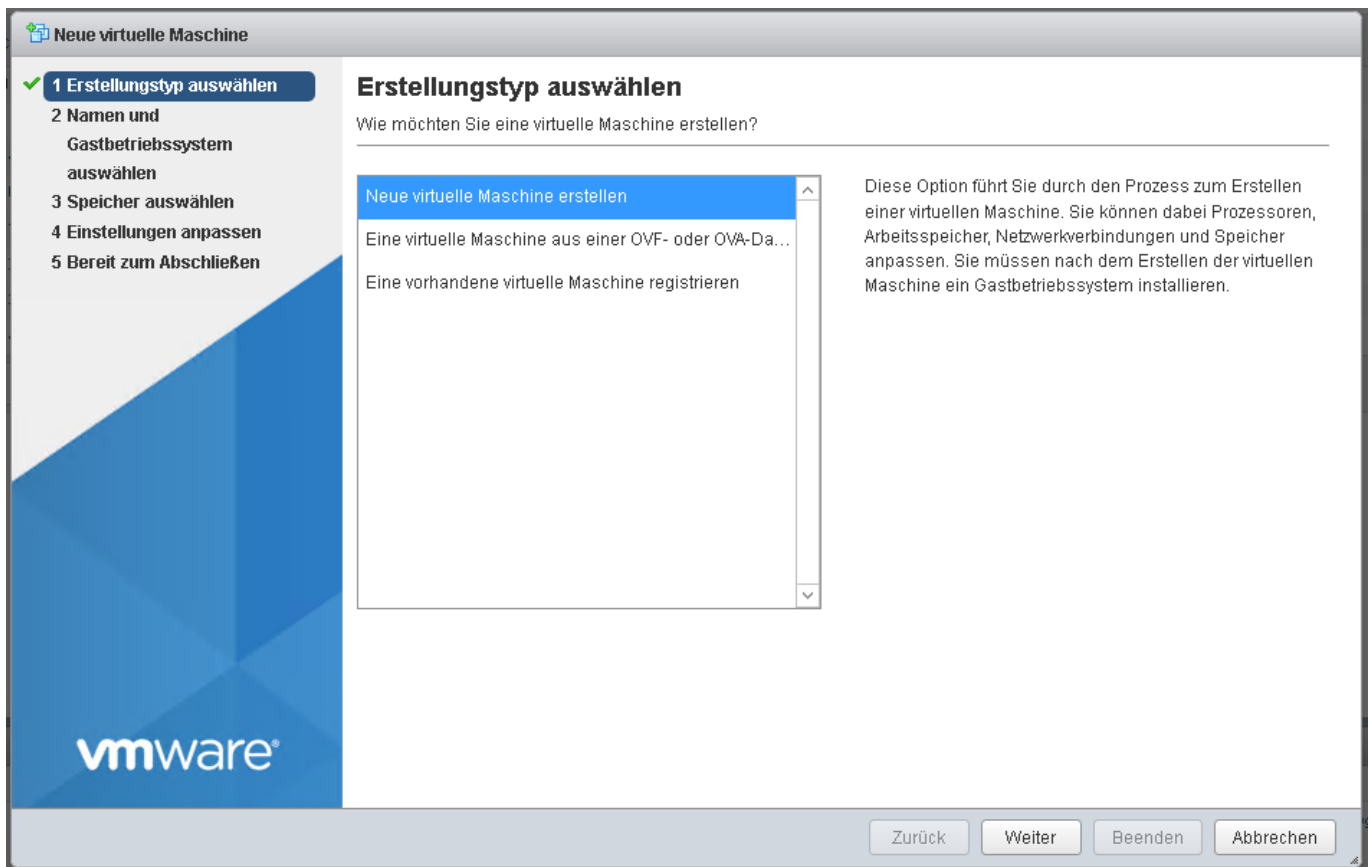 Neue virtuelle Maschine
1 Erstellungstyp auswählen
2 Namen und
Gastbetriebssystem
auswählen
3 Speicher auswählen
4 Einstellungen anpassen
5 Bereit zum Abschließen
Erstellungstyp auswählen
Wie möchten Sie eine virtuelle Maschine erstellen?
Neue virtuelle Maschine erstellen
Eine virtuelle Maschine aus einer OVF- oder OVA-Da...
Eine vorhandene virtuelle Maschine registrieren
Diese Option führt Sie durch den Prozess zum Erstellen
einer virtuellen Maschine. Sie können dabei Prozessoren,
Arbeitsspeicher, Netzwerkverbindungen und Speicher
anpassen. Sie müssen nach dem Erstellen der virtuellen
Maschine ein Gastbetriebssystem installieren.
vmware®
Zurück
Weiter
Beenden
Abbrechen